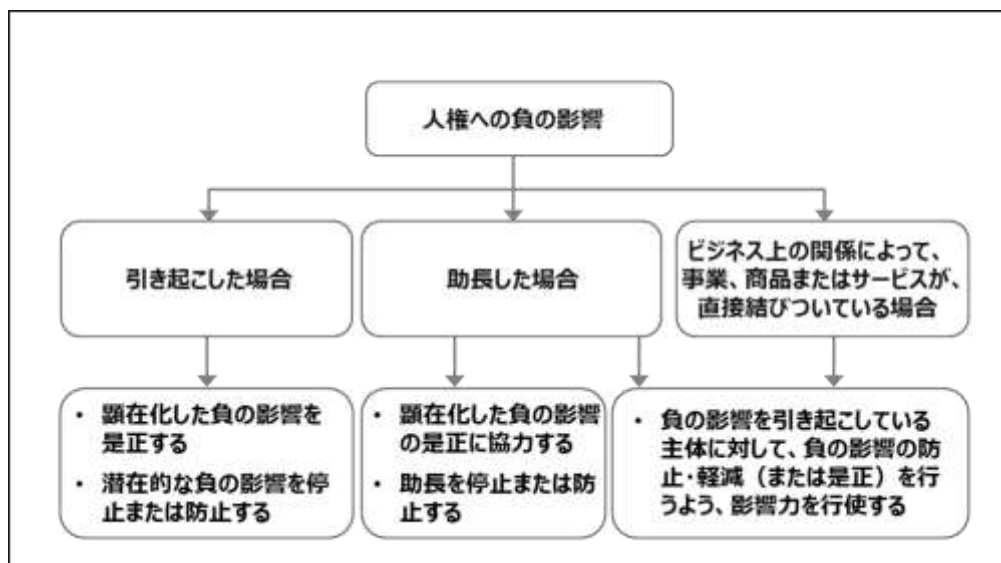 人権への負の影響
引き起こした場合
助長した場合
ビジネス上の関係によって、
事業、商品またはサービスが、
直接結びついている場合
・ 顕在化した負の影響を
是正する
・ 潜在的な負の影響を停
止または防止する
・ 顕在化した負の影響
の是正に協力する
・ 助長を停止または防
止する
・ 負の影響を引き起こしている
主体に対して、負の影響の防
止・軽減（または是正）を行
うよう、影響力を行使する